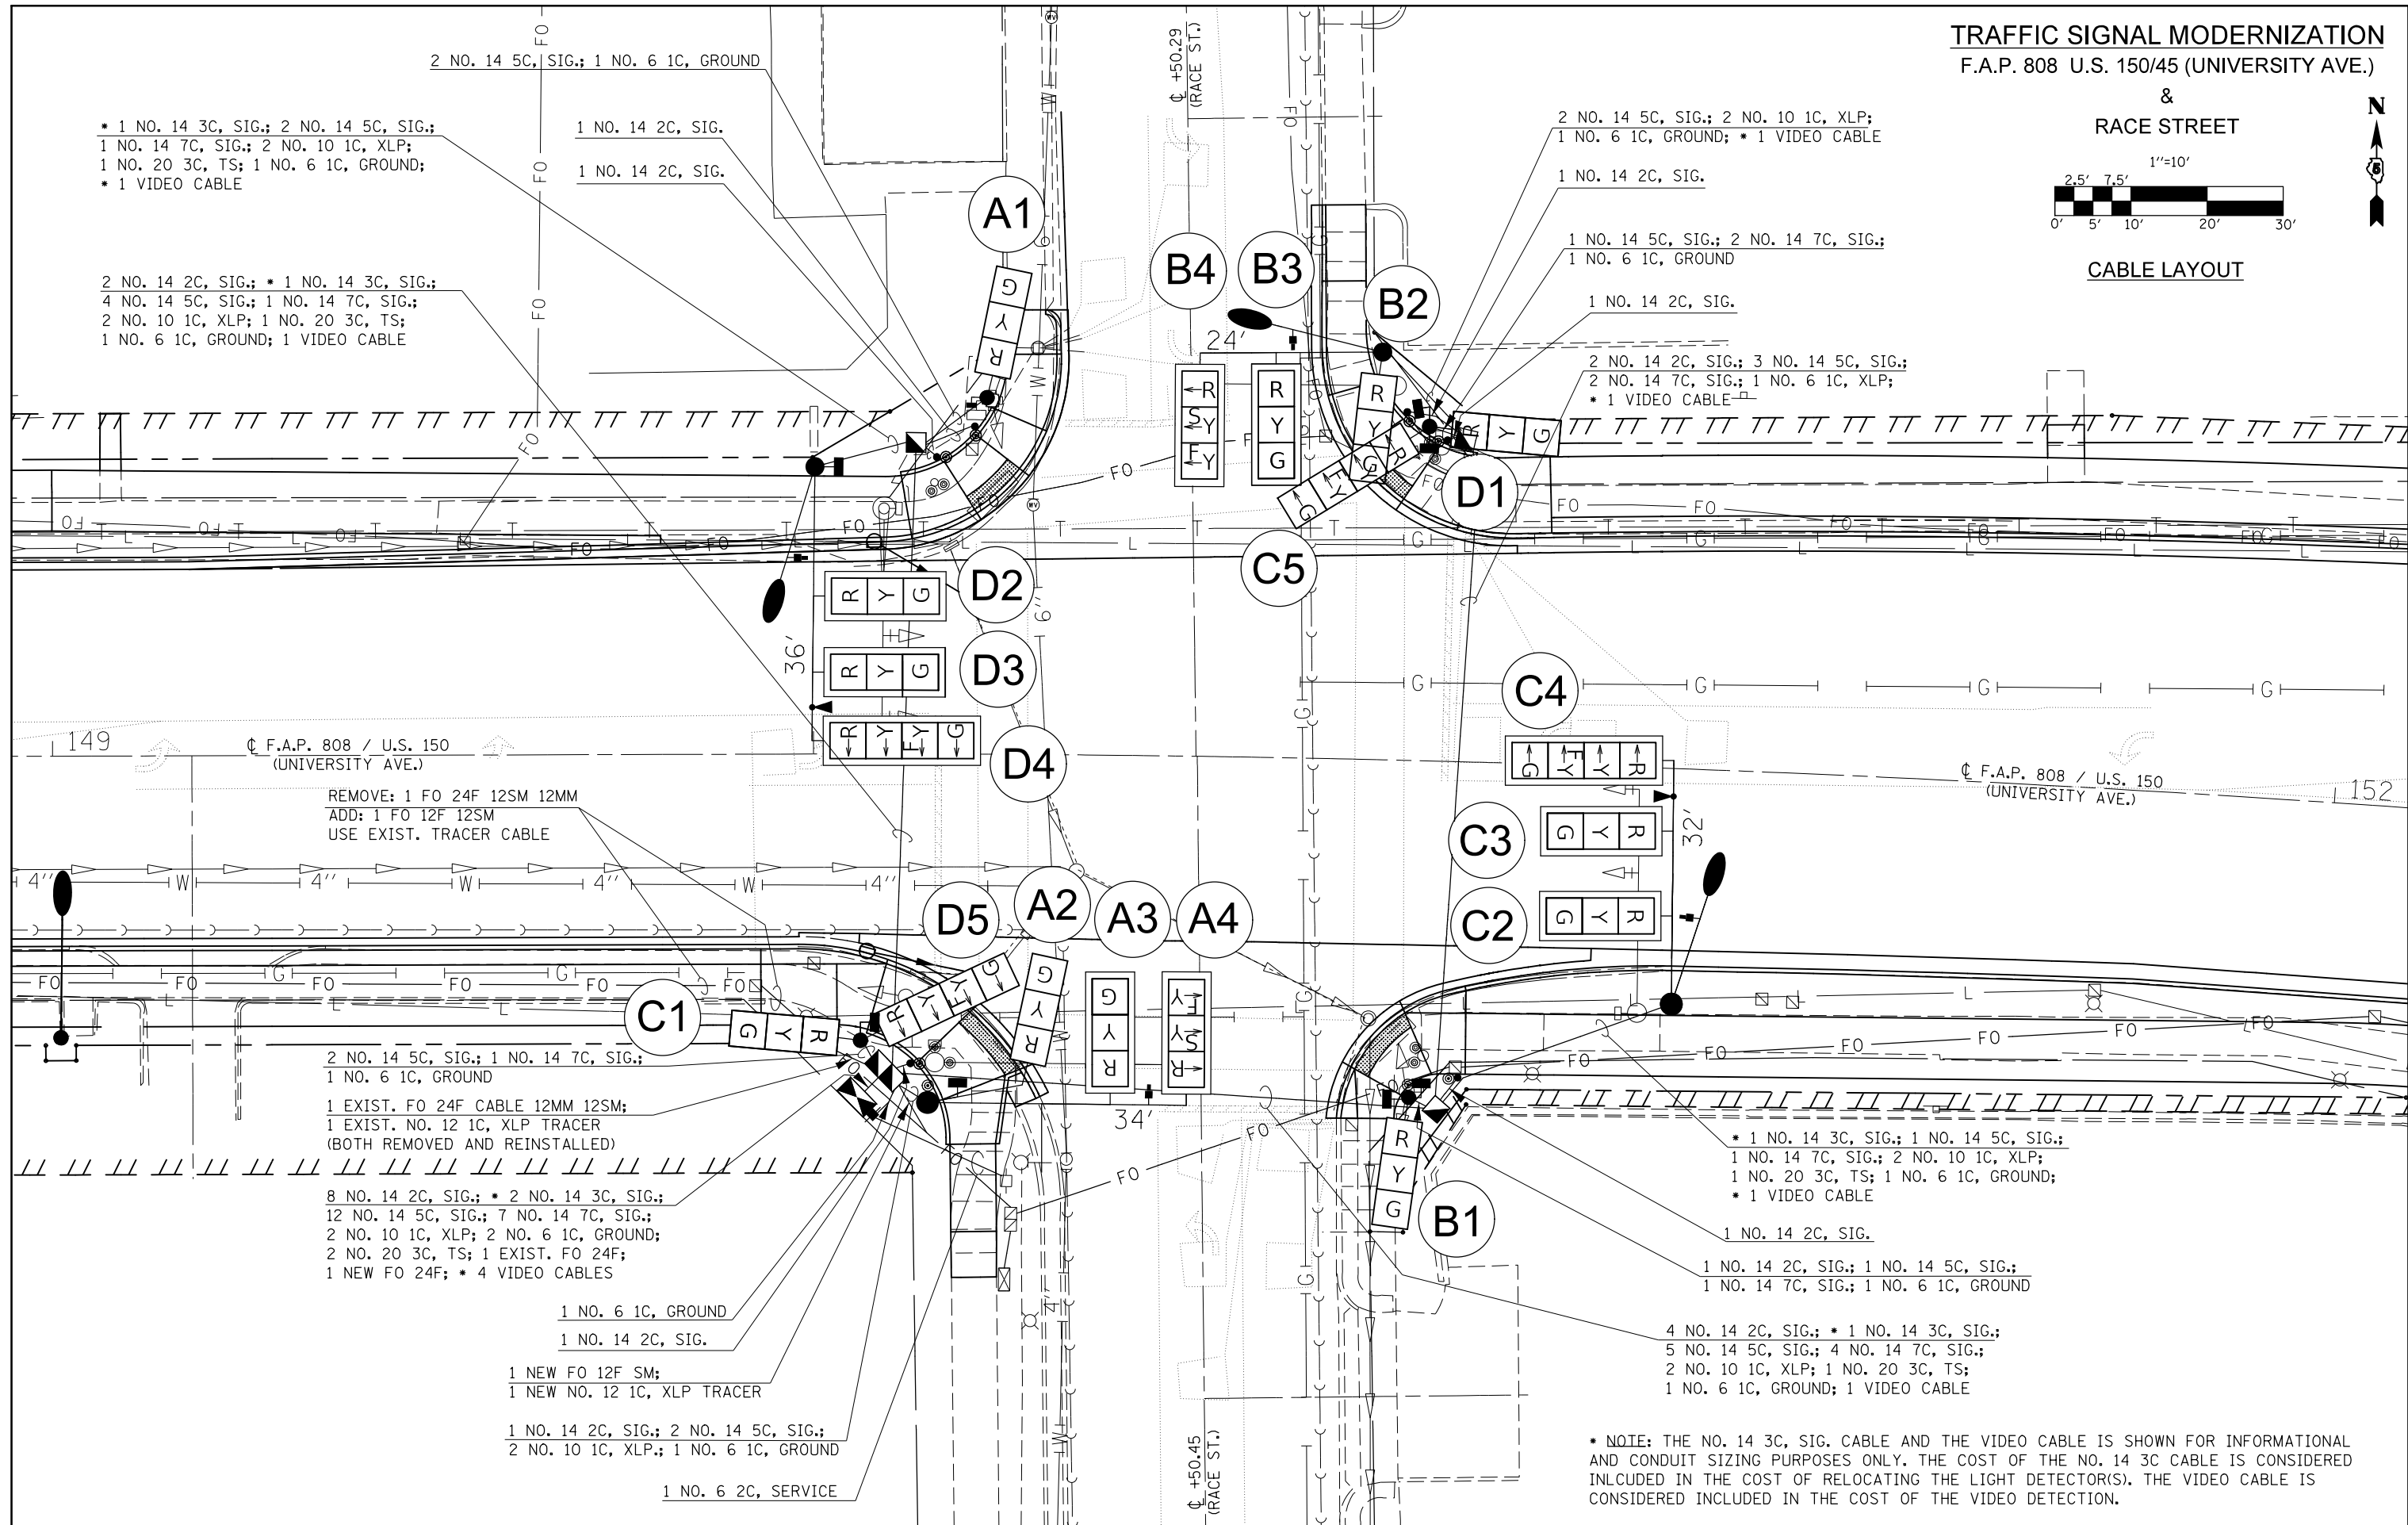 TRAFFIC SIGNAL MODERNIZATION
F.A.P. 808 U.S. 150/45 (UNIVERSITY AVE.)
&
RACE STREET
N
1''=10'
2.5' 7.5'
0' 5' 10' 20' 30'
CABLE LAYOUT
2 NO. 14 5C, SIG.; 1 NO. 6 1C, GROUND
* 1 NO. 14 3C, SIG.; 2 NO. 14 5C, SIG.;
1 NO. 14 7C, SIG.; 2 NO. 10 1C, XLP;
1 NO. 20 3C, TS; 1 NO. 6 1C, GROUND;
* 1 VIDEO CABLE
1 NO. 14 2C, SIG.
1 NO. 14 2C, SIG.
2 NO. 14 2C, SIG.; * 1 NO. 14 3C, SIG.;
4 NO. 14 5C, SIG.; 1 NO. 14 7C, SIG.;
2 NO. 10 1C, XLP; 1 NO. 20 3C, TS;
1 NO. 6 1C, GROUND; 1 VIDEO CABLE
₵ +50.29
(RACE ST.)
2 NO. 14 5C, SIG.; 2 NO. 10 1C, XLP;
1 NO. 6 1C, GROUND; * 1 VIDEO CABLE
1 NO. 14 2C, SIG.
1 NO. 14 5C, SIG.; 2 NO. 14 7C, SIG.;
1 NO. 6 1C, GROUND
1 NO. 14 2C, SIG.
2 NO. 14 2C, SIG.; 3 NO. 14 5C, SIG.;
2 NO. 14 7C, SIG.; 1 NO. 6 1C, XLP;
* 1 VIDEO CABLE
A1
B4
B3
B2
24'
D1
C5
D2
D3
D4
36'
6''
C4
C3
C2
32'
149
℄ F.A.P. 808 / U.S. 150
(UNIVERSITY AVE.)
℄ F.A.P. 808 / U.S. 150
(UNIVERSITY AVE.)
152
REMOVE: 1 FO 24F 12SM 12MM
ADD: 1 FO 12F 12SM
USE EXIST. TRACER CABLE
4'' W 4'' W 4'' W 4''
D5
A2
A3
A4
C1
34'
B1
2 NO. 14 5C, SIG.; 1 NO. 14 7C, SIG.;
1 NO. 6 1C, GROUND
1 EXIST. FO 24F CABLE 12MM 12SM;
1 EXIST. NO. 12 1C, XLP TRACER
(BOTH REMOVED AND REINSTALLED)
8 NO. 14 2C, SIG.; * 2 NO. 14 3C, SIG.;
12 NO. 14 5C, SIG.; 7 NO. 14 7C, SIG.;
2 NO. 10 1C, XLP; 2 NO. 6 1C, GROUND;
2 NO. 20 3C, TS; 1 EXIST. FO 24F;
1 NEW FO 24F; * 4 VIDEO CABLES
1 NO. 6 1C, GROUND
1 NO. 14 2C, SIG.
1 NEW FO 12F SM;
1 NEW NO. 12 1C, XLP TRACER
1 NO. 14 2C, SIG.; 2 NO. 14 5C, SIG.;
2 NO. 10 1C, XLP.; 1 NO. 6 1C, GROUND
1 NO. 6 2C, SERVICE
* 1 NO. 14 3C, SIG.; 1 NO. 14 5C, SIG.;
1 NO. 14 7C, SIG.; 2 NO. 10 1C, XLP;
1 NO. 20 3C, TS; 1 NO. 6 1C, GROUND;
* 1 VIDEO CABLE
1 NO. 14 2C, SIG.
1 NO. 14 2C, SIG.; 1 NO. 14 5C, SIG.;
1 NO. 14 7C, SIG.; 1 NO. 6 1C, GROUND
4 NO. 14 2C, SIG.; * 1 NO. 14 3C, SIG.;
5 NO. 14 5C, SIG.; 4 NO. 14 7C, SIG.;
2 NO. 10 1C, XLP; 1 NO. 20 3C, TS;
1 NO. 6 1C, GROUND; 1 VIDEO CABLE
℄ +50.45
(RACE ST.)
* NOTE: THE NO. 14 3C, SIG. CABLE AND THE VIDEO CABLE IS SHOWN FOR INFORMATIONAL
AND CONDUIT SIZING PURPOSES ONLY. THE COST OF THE NO. 14 3C CABLE IS CONSIDERED
INLCUDED IN THE COST OF RELOCATING THE LIGHT DETECTOR(S). THE VIDEO CABLE IS
CONSIDERED INCLUDED IN THE COST OF THE VIDEO DETECTION.